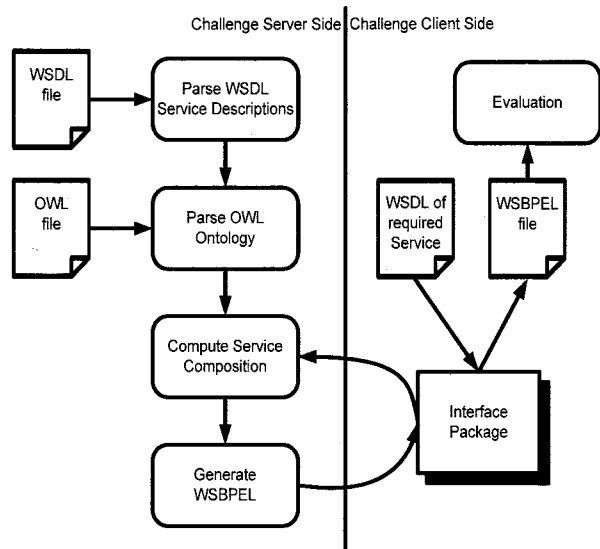 Challenge Server Side
Challenge Client Side
WSDL
file
Parse WSDL
Service Descriptions
Evaluation
OWL
file
Parse OWL
Ontology
WSDL of
required
Service
WSBPEL
file
Compute Service
Composition
Interface
Package
Generate
WSBPEL